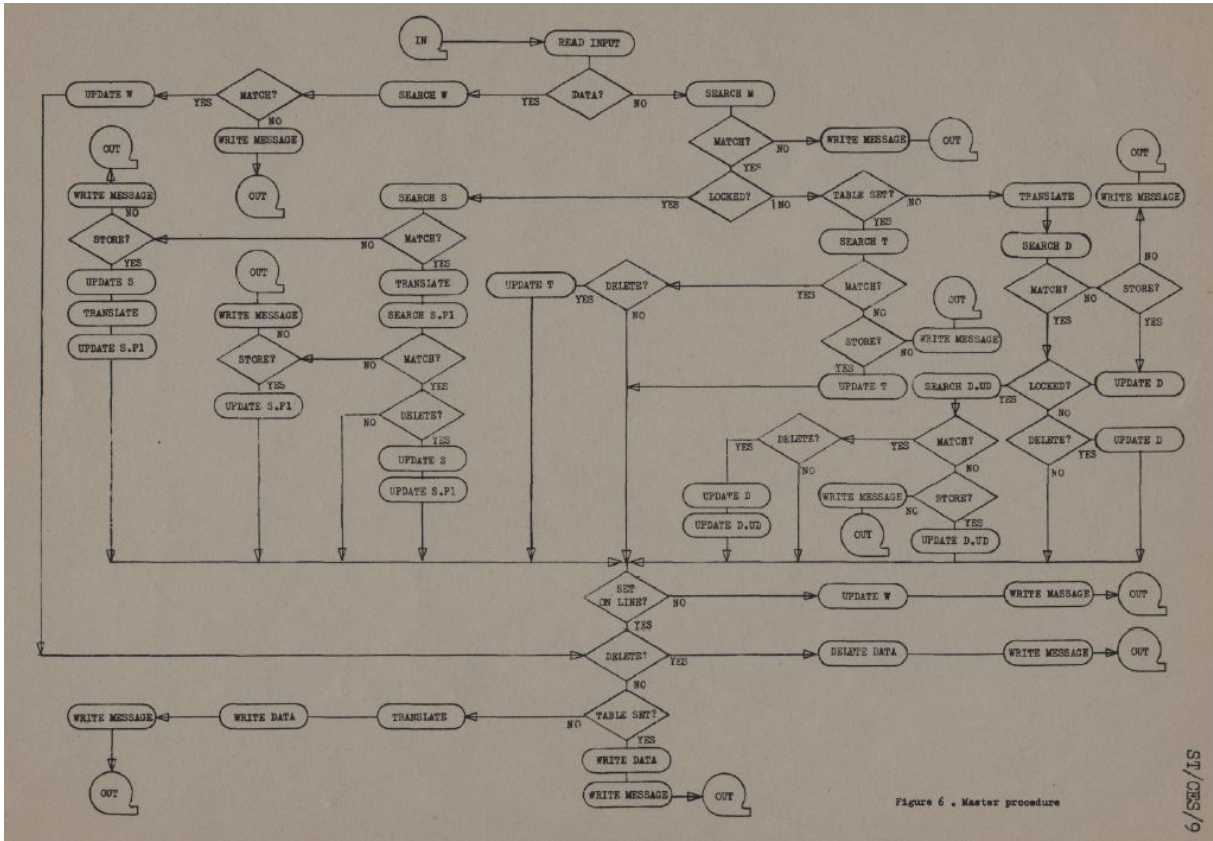 IN
READ INPUT
UPDATE W
YES
MATCH?
SEARCH W
YES
DATA?
NO
SEARCH M
NO
WRITE MESSAGE
OUT
MATCH?
NO
WRITE MESSAGE
OUT
YES
OUT
WRITE MESSAGE
NO
STORE?
YES
UPDATE S
TRANSLATE
UPDATE S.P1
SEARCH S
YES
LOCKED?
NO
TABLE SET?
NO
TRANSLATE
OUT
WRITE MESSAGE
NO
MATCH?
YES
TRANSLATE
SEARCH S.P1
YES
SEARCH T
SEARCH D
NO
OUT
WRITE MESSAGE
NO
STORE?
YES
UPDATE S.P1
NO
MATCH?
YES
NO
DELETE?
YES
UPDATE S
UPDATE S.P1
UPDATE T
YES
DELETE?
NO
YES
MATCH?
NO
STORE?
NO
WRITE MESSAGE
OUT
YES
UPDATE T
MATCH?
NO
STORE?
YES
YES
SEARCH D.UD
YES
LOCKED?
UPDATE D
NO
DELETE?
YES
UPDATE D
NO
YES
DELETE?
NO
YES
MATCH?
NO
UPDATE D
UPDATE D.UD
WRITE MESSAGE
NO
STORE?
YES
OUT
UPDATE D.UD
SET
ON LINE?
NO
UPDATE W
WRITE MASSAGE
OUT
YES
DELETE?
YES
DELETE DATA
WRITE MESSAGE
OUT
NO
WRITE MESSAGE
WRITE DATA
TRANSLATE
NO
TABLE SET?
YES
OUT
WRITE DATA
WRITE MESSAGE
OUT
Figure 6 . Master procedure
ST/CES/9